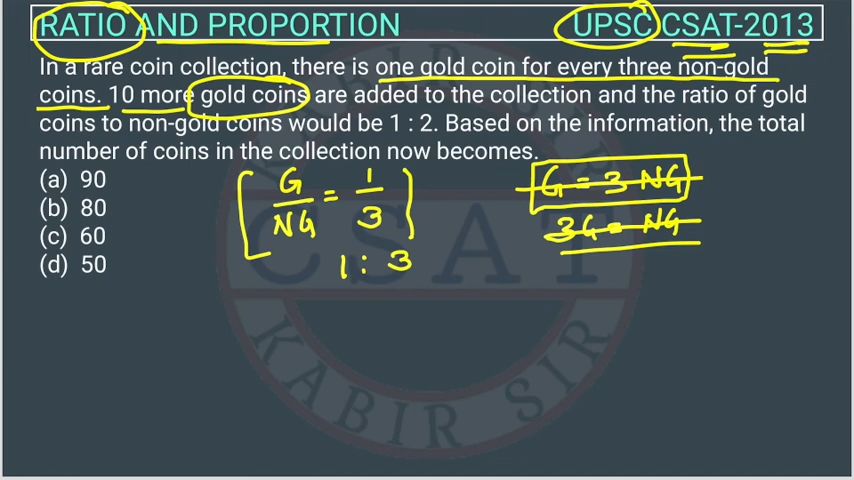 RATIO AND PROPORTION UPSC CSAT-2013
In a rare coin collection, there is one gold coin for every three non-gold
coins. 10 more gold coins are added to the collection and the ratio of gold
coins to non-gold coins would be 1 : 2. Based on the information, the total
number of coins in the collection now becomes.
(a) 90
(b) 80
(c) 60
(d) 50
G/NG = 1/3
1 : 3
G = 3 NG
3G = NG
CSAT
KABIR SIR